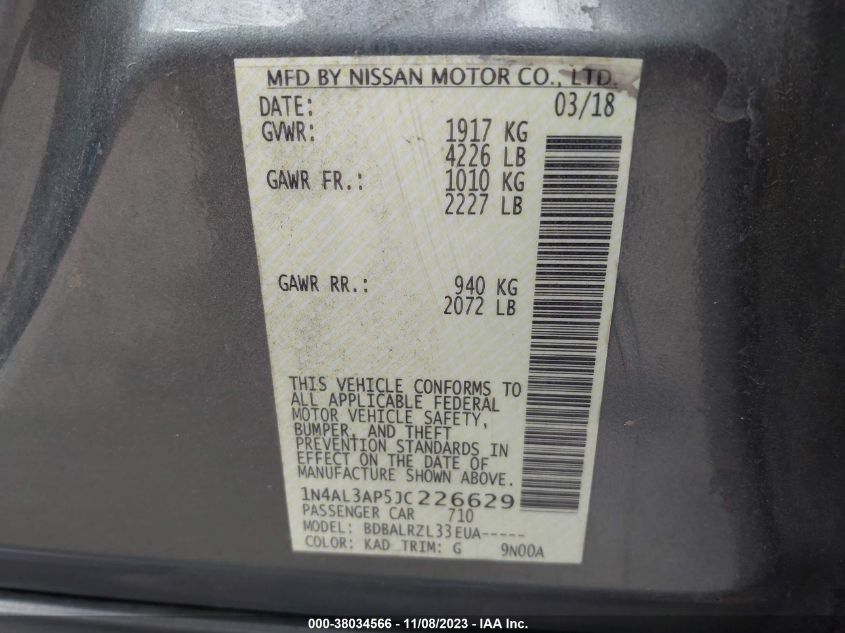 MFD BY NISSAN MOTOR CO., LTD.
DATE: 03/18
GVWR: 1917 KG
4226 LB
GAWR FR.: 1010 KG
2227 LB
GAWR RR.: 940 KG
2072 LB
THIS VEHICLE CONFORMS TO
ALL APPLICABLE FEDERAL
MOTOR VEHICLE SAFETY,
BUMPER, AND THEFT
PREVENTION STANDARDS IN
EFFECT ON THE DATE OF
MANUFACTURE SHOWN ABOVE.
1N4AL3AP5JC226629
PASSENGER CAR 710
MODEL: BDBALRZL33EUA-----
COLOR: KAD TRIM: G 9N00A
000-38034566 - 11/08/2023 - IAA Inc.